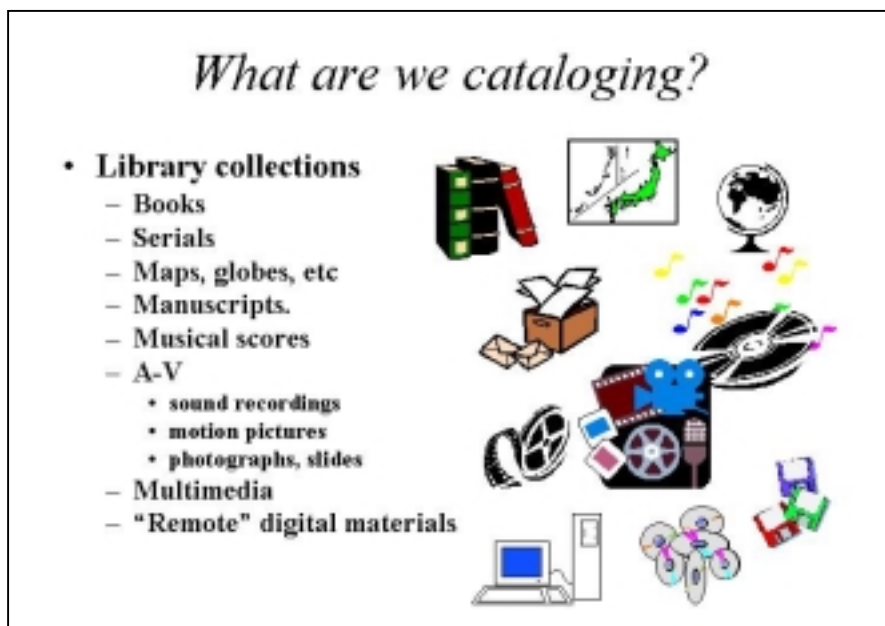 What are we cataloging?
• Library collections
– Books
– Serials
– Maps, globes, etc
– Manuscripts.
– Musical scores
– A-V
• sound recordings
• motion pictures
• photographs, slides
– Multimedia
– “Remote” digital materials